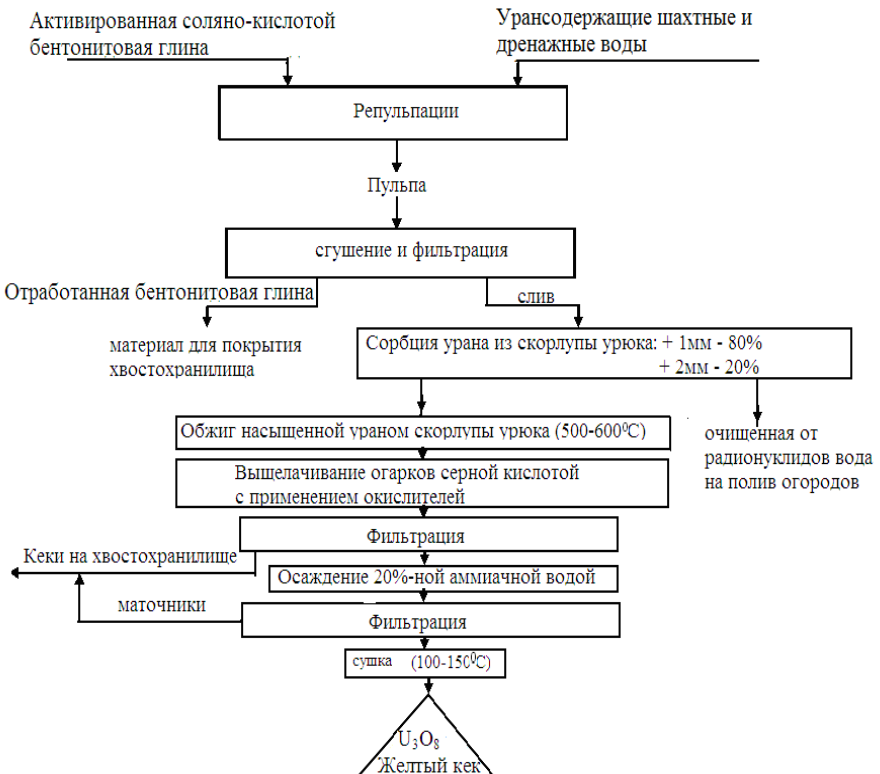 Активированная соляно-кислотой
бентонитовая глина
Урансодержащие шахтные и
дренажные воды
Репульпации
Пульпа
сгушение и фильтрация
Отработанная бентонитовая глина
слив
материал для покрытия
хвостохранилища
Сорбция урана из скорлупы урюка: + 1мм - 80%
+ 2мм - 20%
Обжиг насыщенной ураном скорлупы урюка (500-600⁰С)
очищенная от
радионуклидов вода
на полив огородов
Выщелачивание огарков серной кислотой
с применением окислителей
Фильтрация
Кеки на хвостохранилище
Осаждение 20%-ной аммиачной водой
маточники
Фильтрация
сушка (100-150⁰С)
U₃O₈
Желтый кек